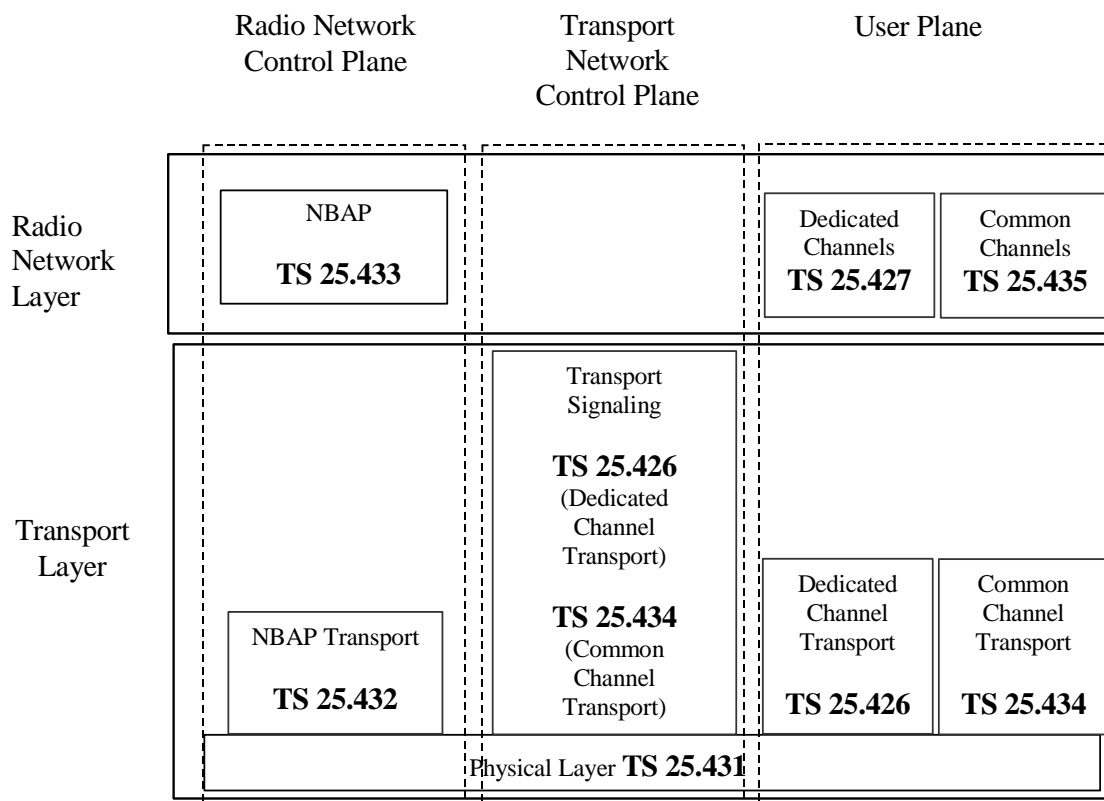 Radio Network
Control Plane
Transport
Network
Control Plane
User Plane
Radio
Network
Layer
NBAP
TS 25.433
Dedicated
Channels
TS 25.427
Common
Channels
TS 25.435
Transport
Layer
NBAP Transport
TS 25.432
Transport
Signaling
TS 25.426
(Dedicated
Channel
Transport)
TS 25.434
(Common
Channel
Transport)
Dedicated
Channel
Transport
TS 25.426
Common
Channel
Transport
TS 25.434
Physical Layer TS 25.431